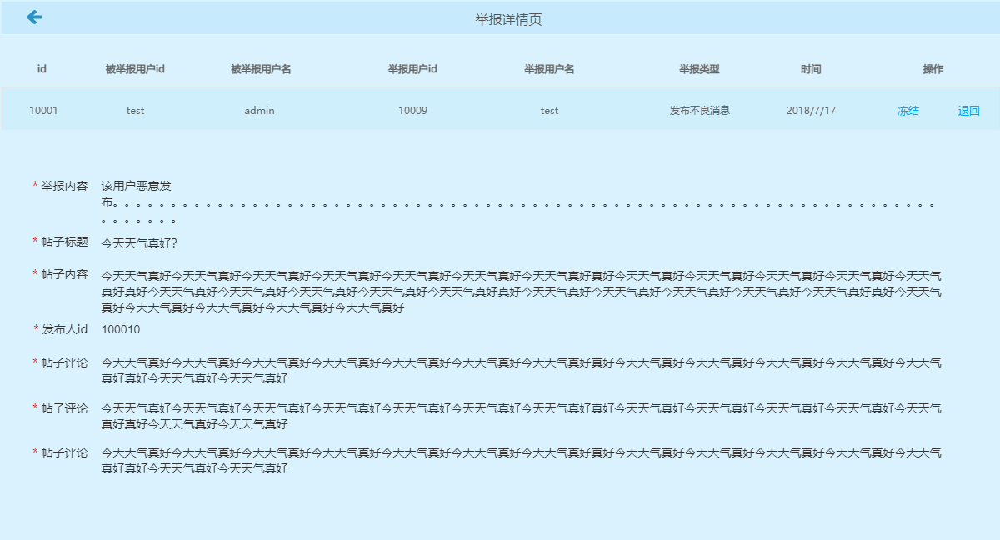 举报详情页
id 被举报用户id 被举报用户名 举报用户id 举报用户名 举报类型 时间 操作
10001 test admin 10009 test 发布不良消息 2018/7/17 冻结 退回
* 举报内容 该用户恶意发
布。。。。。。。。。。。。。。。。。。。。。。。。。。。。。。。。。。。。。。。。。。。。。。。。。。。。。。。。。。。。。。。。。。。。。。。
。。。。。。。
* 帖子标题 今天天气真好?
* 帖子内容 今天天气真好今天天气真好今天天气真好今天天气真好今天天气真好今天天气真好今天天气真好真好今天天气真好今天天气真好今天天气真好今天天气真好今天天气
真好真好今天天气真好今天天气真好今天天气真好今天天气真好今天天气真好真好今天天气真好今天天气真好今天天气真好今天天气真好今天天气真好真好今天天气
真好今天天气真好今天天气真好今天天气真好今天天气真好
* 发布人id 100010
* 帖子评论 今天天气真好今天天气真好今天天气真好今天天气真好今天天气真好今天天气真好今天天气真好真好今天天气真好今天天气真好今天天气真好今天天气真好今天天气
真好真好今天天气真好今天天气真好
* 帖子评论 今天天气真好今天天气真好今天天气真好今天天气真好今天天气真好今天天气真好今天天气真好真好今天天气真好今天天气真好今天天气真好今天天气真好今天天气
真好真好今天天气真好今天天气真好
* 帖子评论 今天天气真好今天天气真好今天天气真好今天天气真好今天天气真好今天天气真好今天天气真好真好今天天气真好今天天气真好今天天气真好今天天气真好今天天气
真好真好今天天气真好今天天气真好